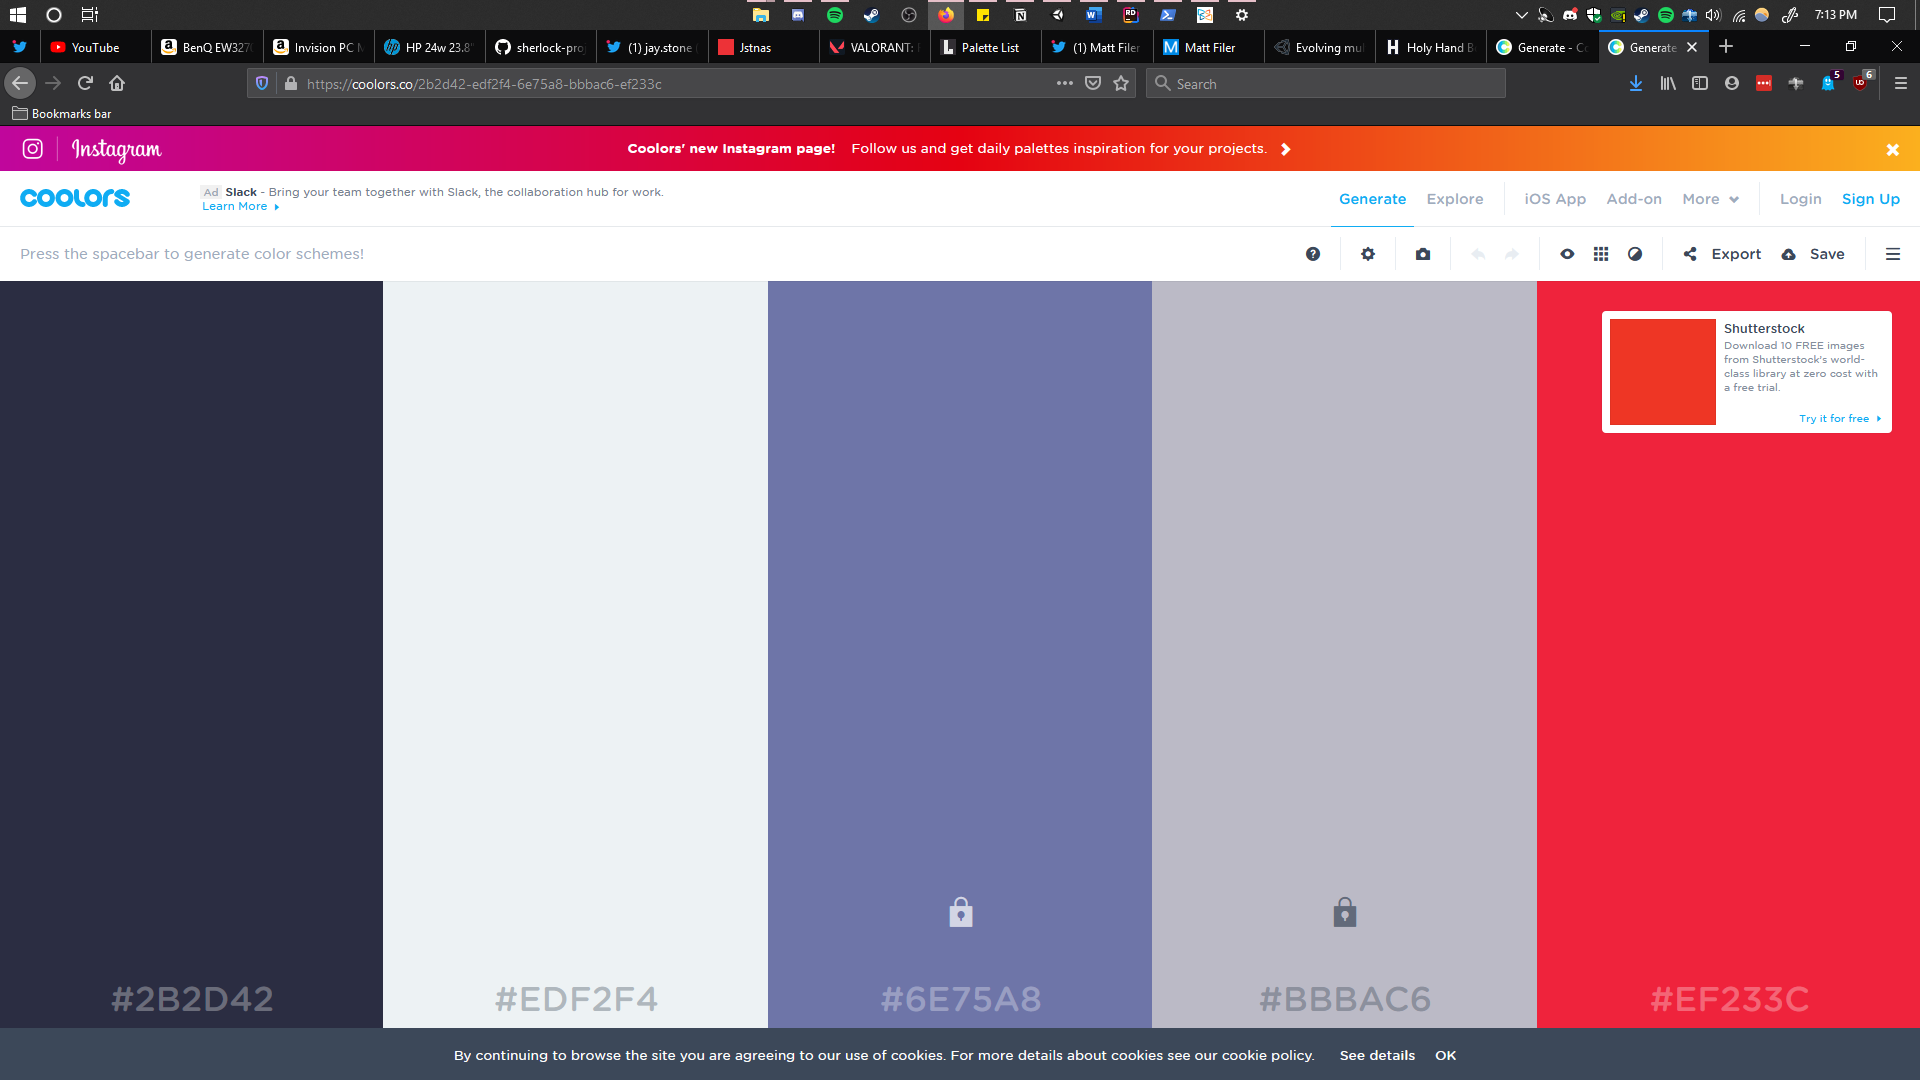 7:13 PM
YouTube
BenQ EW327
Invision PC M
HP 24w 23.8"
sherlock-pro
(1) jay.stone
Jstnas
VALORANT:
Palette List
(1) Matt Filer
Matt Filer
Evolving mu
Holy Hand B
Generate - Co
Generate
https://coolors.co/2b2d42-edf2f4-6e75a8-bbbac6-ef233c
Search
5
6
Bookmarks bar
Instagram
Coolors' new Instagram page! Follow us and get daily palettes inspiration for your projects.
coolors
Ad Slack - Bring your team together with Slack, the collaboration hub for work.
Learn More
Generate
Explore
iOS App
Add-on
More
Login
Sign Up
Press the spacebar to generate color schemes!
Export
Save
Shutterstock
Download 10 FREE images
from Shutterstock's world-
class library at zero cost with
a free trial.
Try it for free
#2B2D42
#EDF2F4
#6E75A8
#BBBAC6
#EF233C
By continuing to browse the site you are agreeing to our use of cookies. For more details about cookies see our cookie policy. See details OK